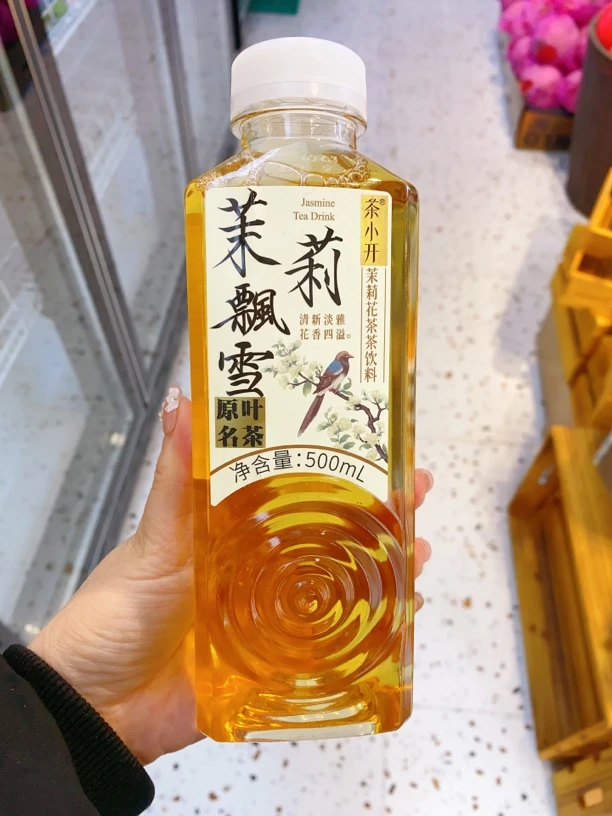 茉莉
飘雪
Jasmine
Tea Drink
茶小开®
茉莉花茶茶饮料
清新淡雅
花香四溢。
原叶
名茶
净含量:500mL